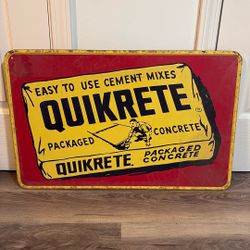 EASY TO USE CEMENT MIXES
QUIKRETE
PACKAGED CONCRETE
QUIKRETE PACKAGED CONCRETE